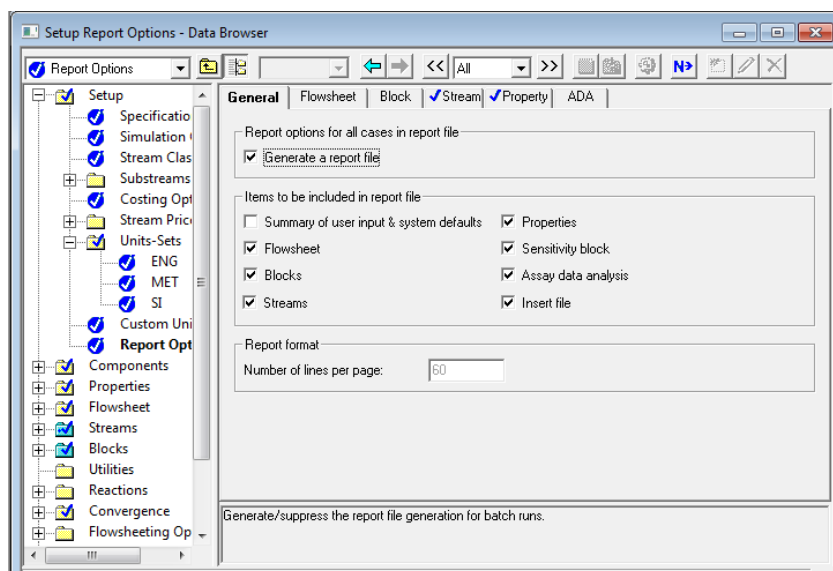 Setup Report Options - Data Browser
Report Options
<<
All
>>
N>
Setup
Specificatio
Simulation
Stream Clas
Substreams
Costing Opt
Stream Price
Units-Sets
ENG
MET
SI
Custom Uni
Report Opt
Components
Properties
Flowsheet
Streams
Blocks
Utilities
Reactions
Convergence
Flowsheeting Op
General Flowsheet Block Stream Property ADA
Report options for all cases in report file
Generate a report file
Items to be included in report file
Summary of user input & system defaults Properties
Flowsheet Sensitivity block
Blocks Assay data analysis
Streams Insert file
Report format
Number of lines per page: 60
Generate/suppress the report file generation for batch runs.